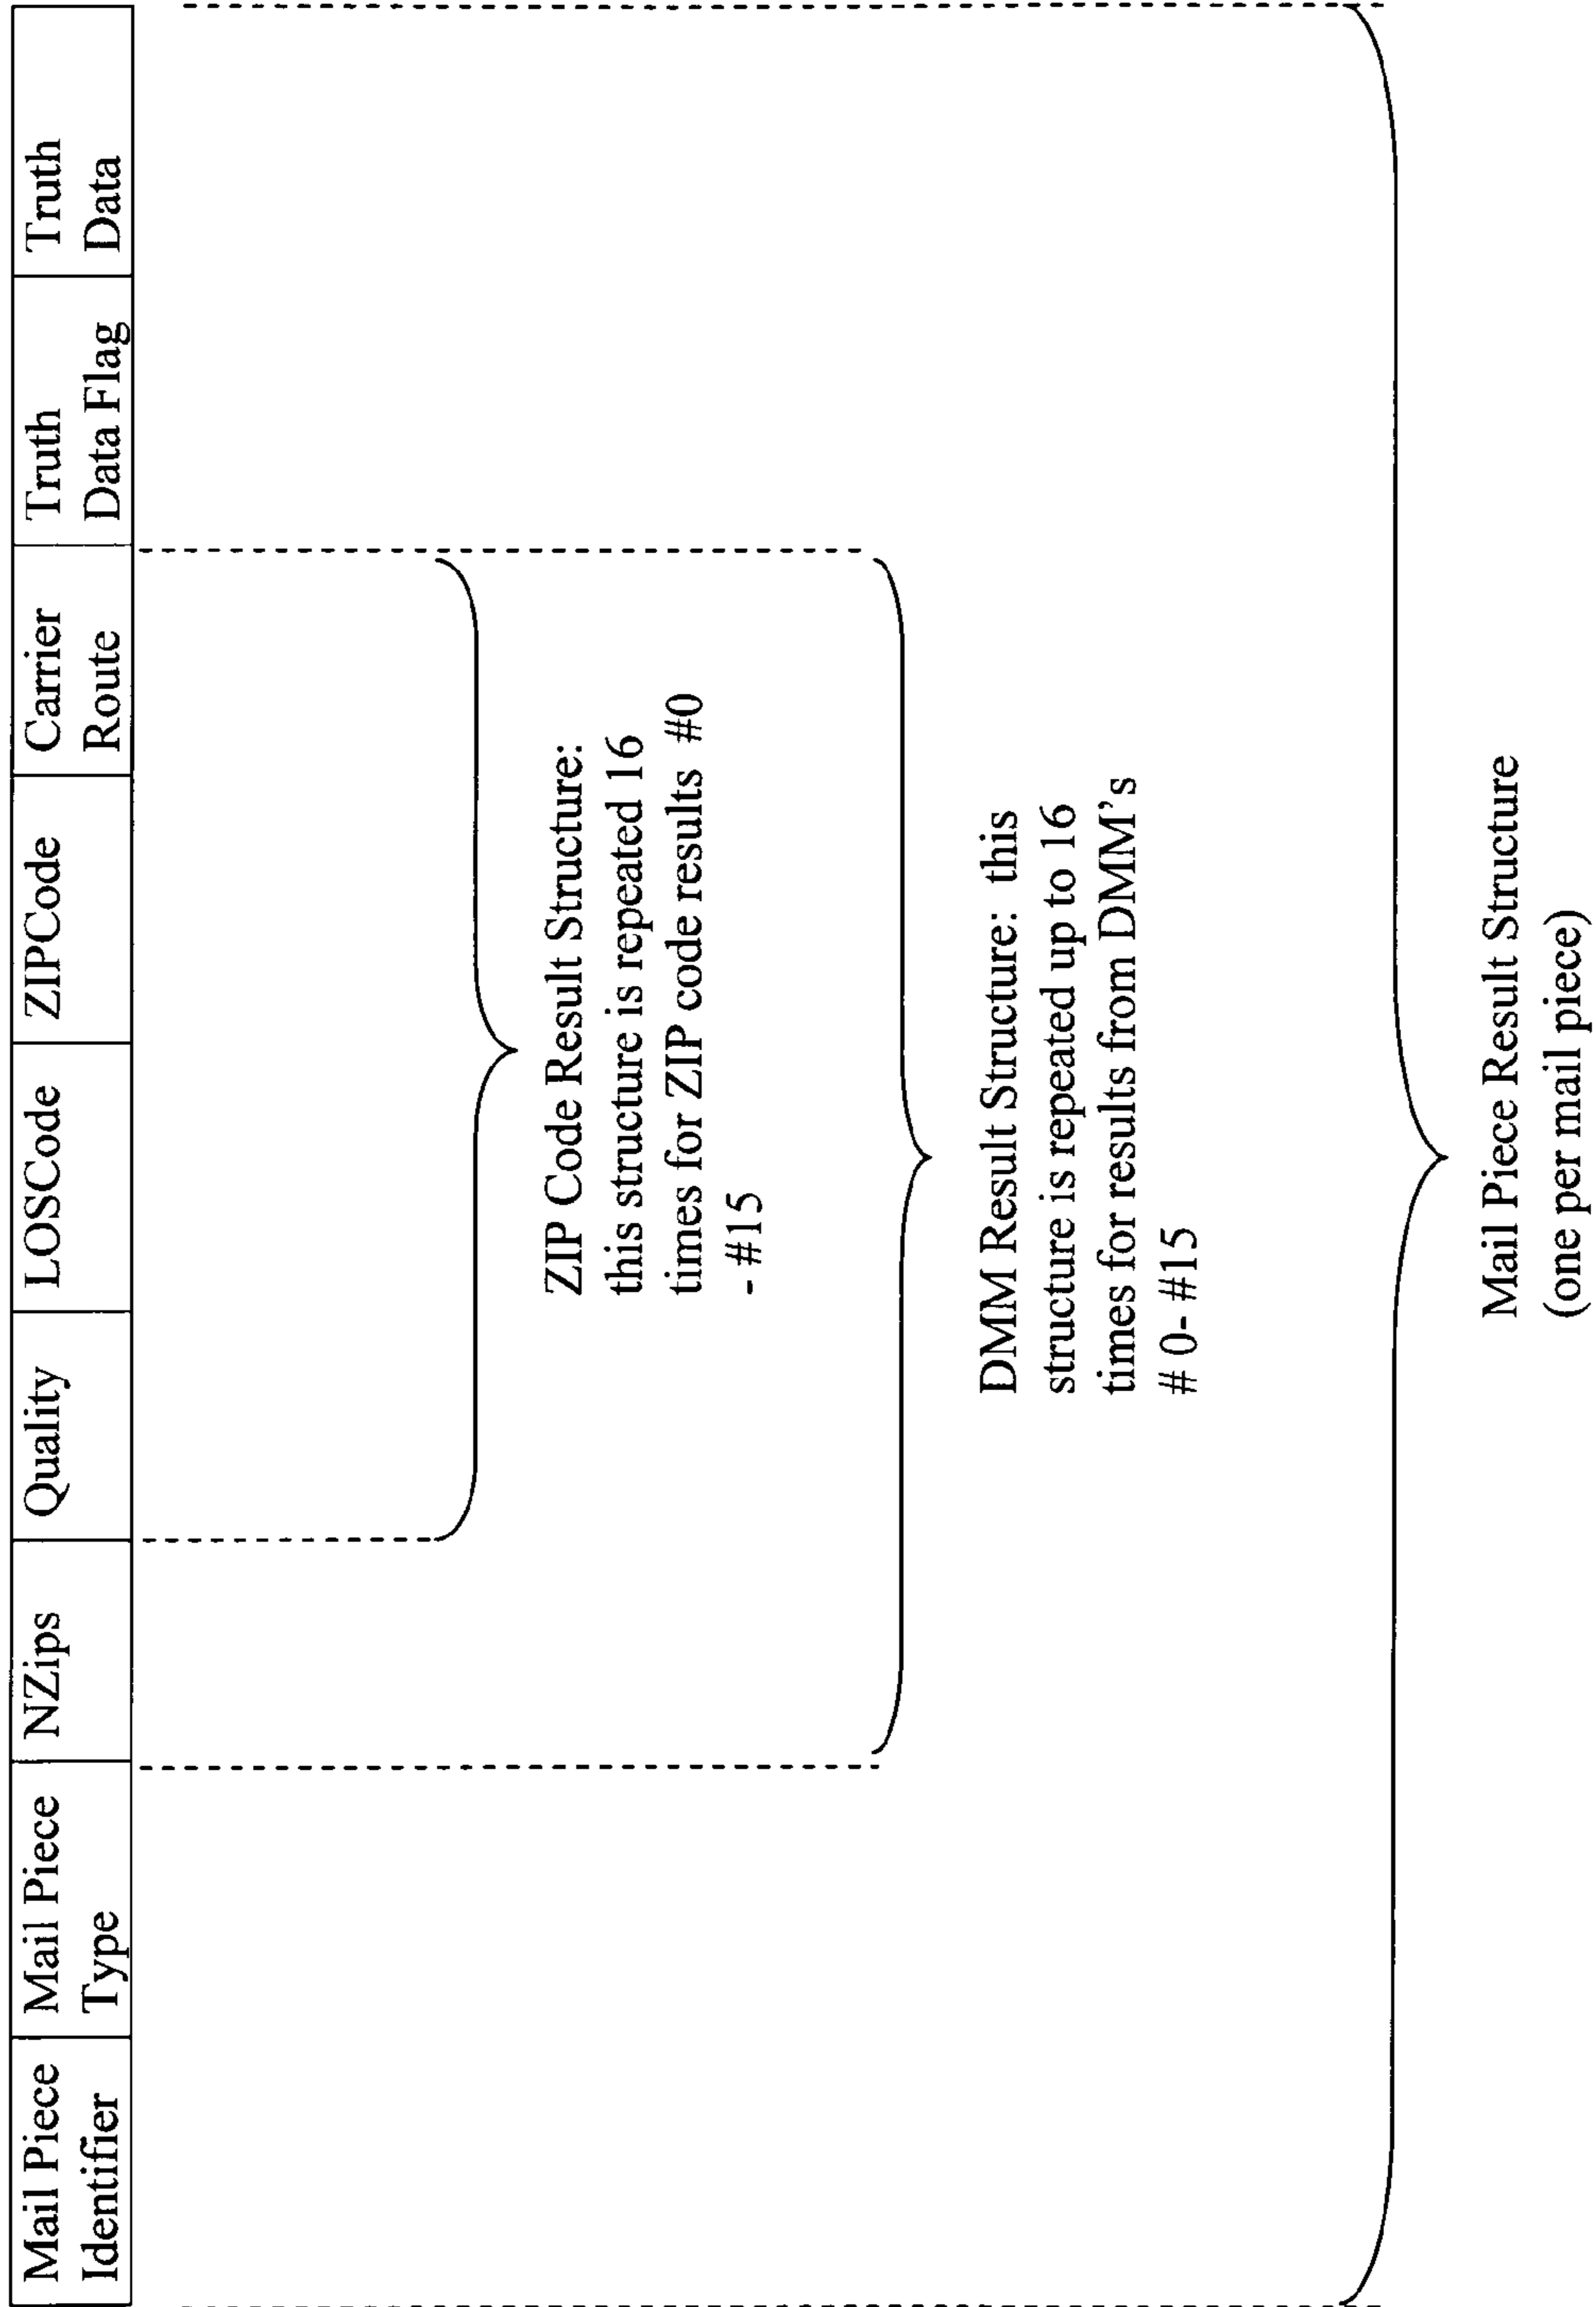 Mail Piece
Identifier
Mail Piece
Type
NZips
Quality
LOSCode
ZIPCode
Carrier
Route
Truth
Data Flag
Truth
Data
ZIP Code Result Structure:
this structure is repeated 16
times for ZIP code results #0
- #15
DMM Result Structure: this
structure is repeated up to 16
times for results from DMM's
# 0- #15
Mail Piece Result Structure
(one per mail piece)